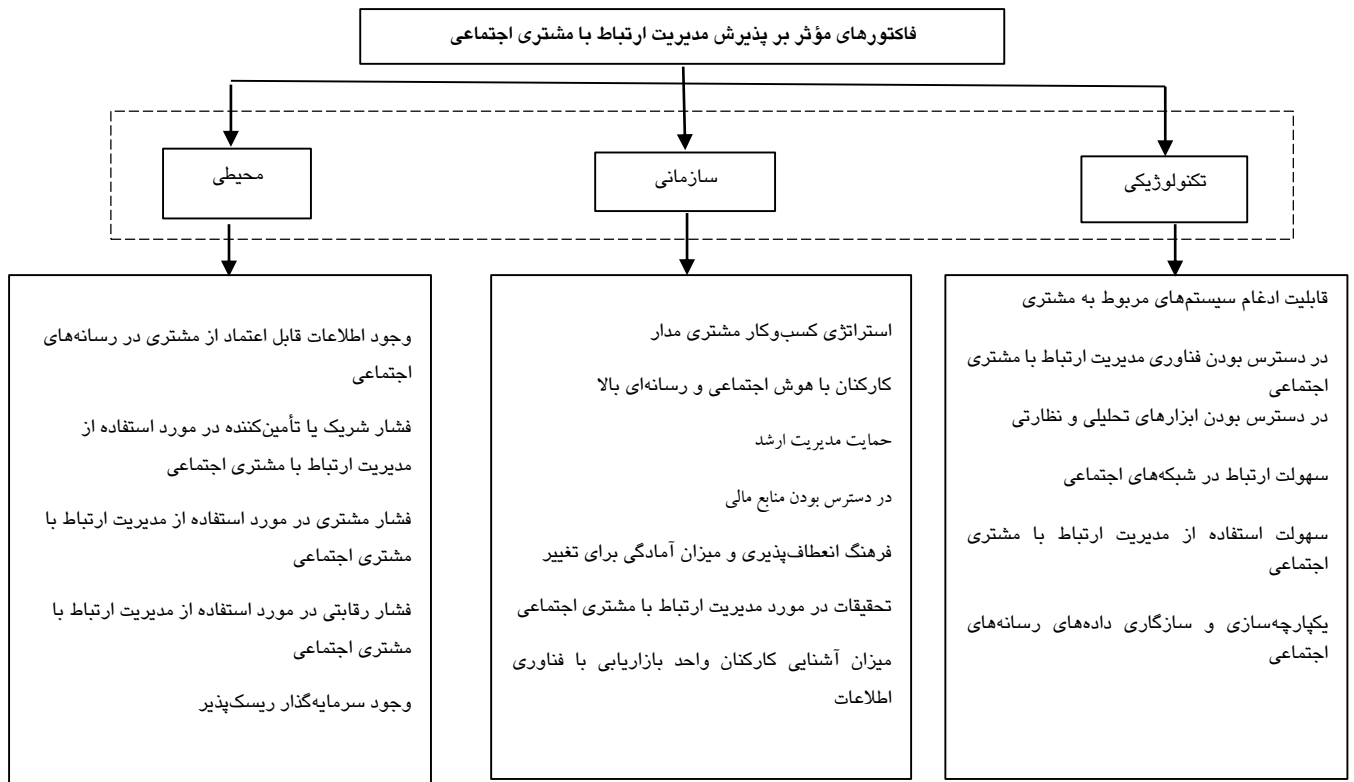 فاکتورهای مؤثر بر پذیرش مدیریت ارتباط با مشتری اجتماعی
تکنولوژیکی
سازمانی
محیطی
قابلیت ادغام سیستم‌های مربوط به مشتری
در دسترس بودن فناوری مدیریت ارتباط با مشتری
اجتماعی
در دسترس بودن ابزارهای تحلیلی و نظارتی
سهولت ارتباط در شبکه‌های اجتماعی
سهولت استفاده از مدیریت ارتباط با مشتری
اجتماعی
یکپارچه‌سازی و سازگاری داده‌های رسانه‌های
اجتماعی
استراتژی کسب‌وکار مشتری مدار
کارکنان با هوش اجتماعی و رسانه‌ای بالا
حمایت مدیریت ارشد
در دسترس بودن منابع مالی
فرهنگ انعطاف‌پذیری و میزان آمادگی برای تغییر
تحقیقات در مورد مدیریت ارتباط با مشتری اجتماعی
میزان آشنایی کارکنان واحد بازاریابی با فناوری
اطلاعات
وجود اطلاعات قابل اعتماد از مشتری در رسانه‌های
اجتماعی
فشار شریک یا تأمین‌کننده در مورد استفاده از
مدیریت ارتباط با مشتری اجتماعی
فشار مشتری در مورد استفاده از مدیریت ارتباط با
مشتری اجتماعی
فشار رقابتی در مورد استفاده از مدیریت ارتباط با
مشتری اجتماعی
وجود سرمایه‌گذار ریسک‌پذیر